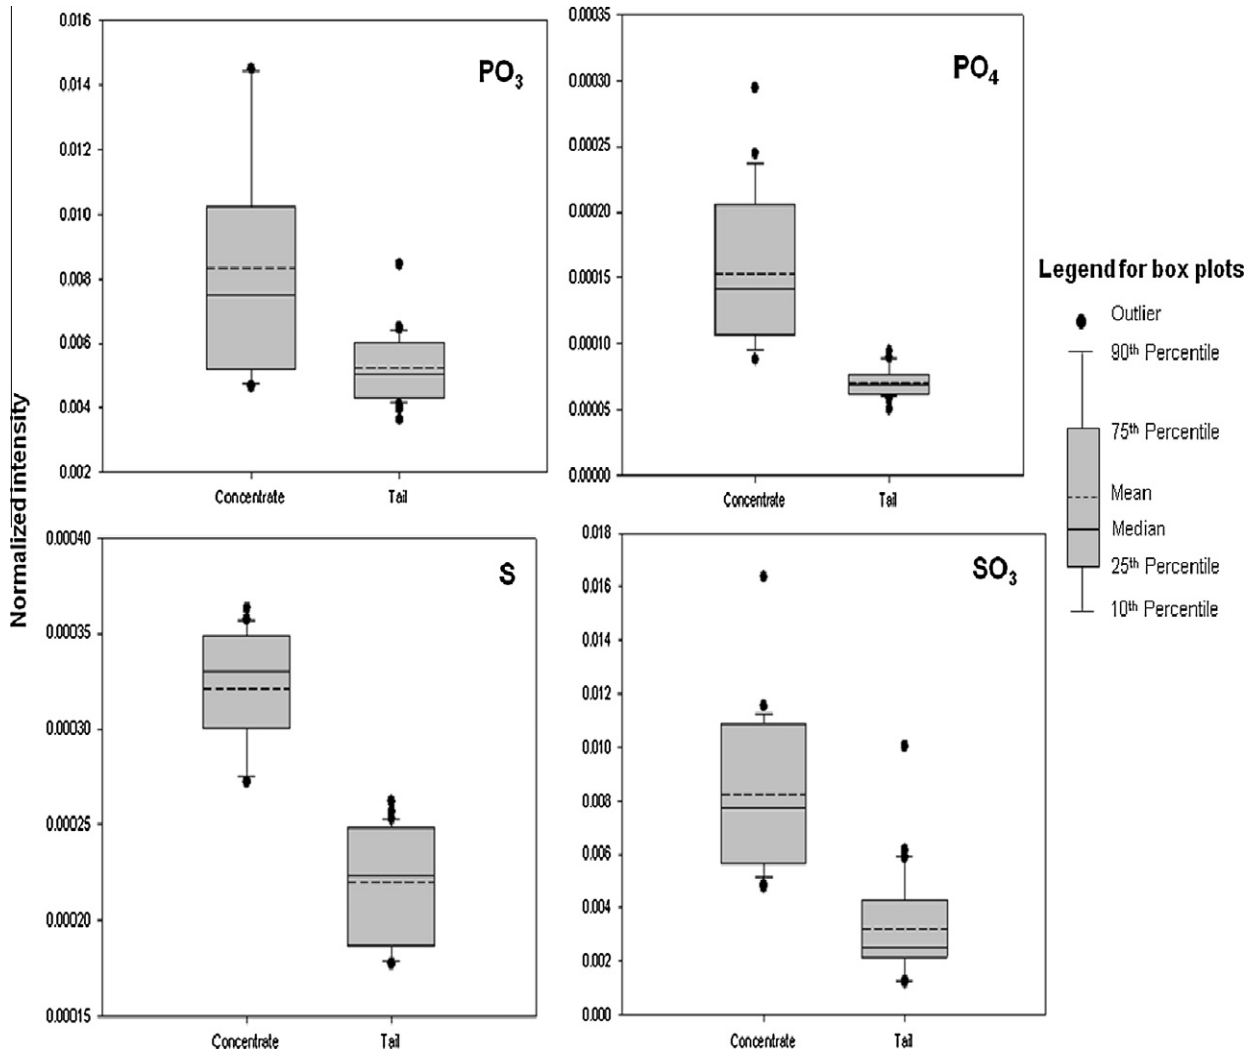 Normalized intensity
0.016
0.014
0.012
0.010
0.008
0.006
0.004
0.002
PO₃
Concentrate
Tail
0.00035
0.00030
0.00025
0.00020
0.00015
0.00010
0.00005
0.00000
PO₄
Concentrate
Tail
0.00040
0.00035
0.00030
0.00025
0.00020
0.00015
S
Concentrate
Tail
0.018
0.016
0.014
0.012
0.010
0.008
0.006
0.004
0.002
0.000
SO₃
Concentrate
Tail
Legend for box plots
Outlier
90th Percentile
75th Percentile
Mean
Median
25th Percentile
10th Percentile